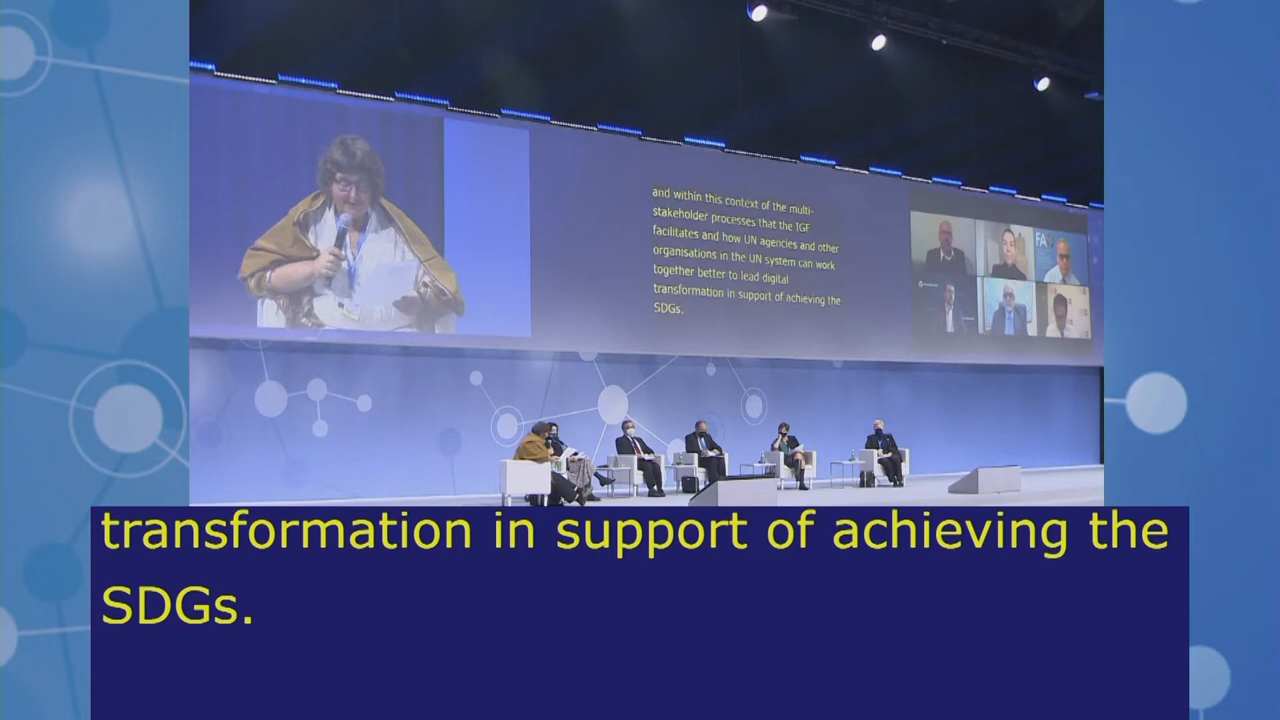 and within this context of the multi-
stakeholder processes that the IGF
facilitates and how UN agencies and other
organisations in the UN system can work
together better to lead digital
transformation in support of achieving the
SDGs.
FA
transformation in support of achieving the
SDGs.